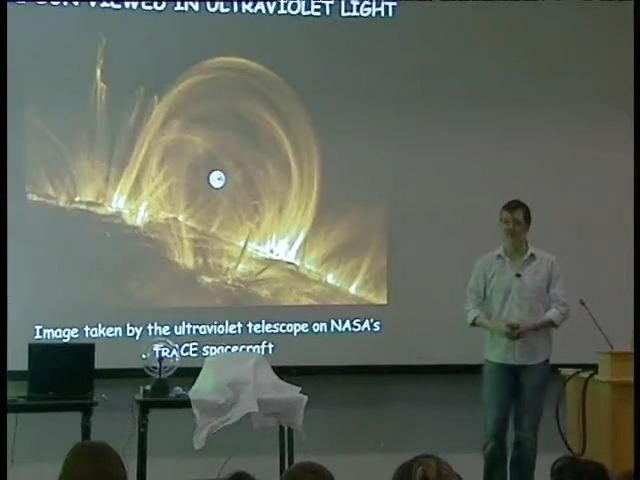 SUN VIEWED IN ULTRAVIOLET LIGHT
Image taken by the ultraviolet telescope on NASA's
TRACE spacecraft